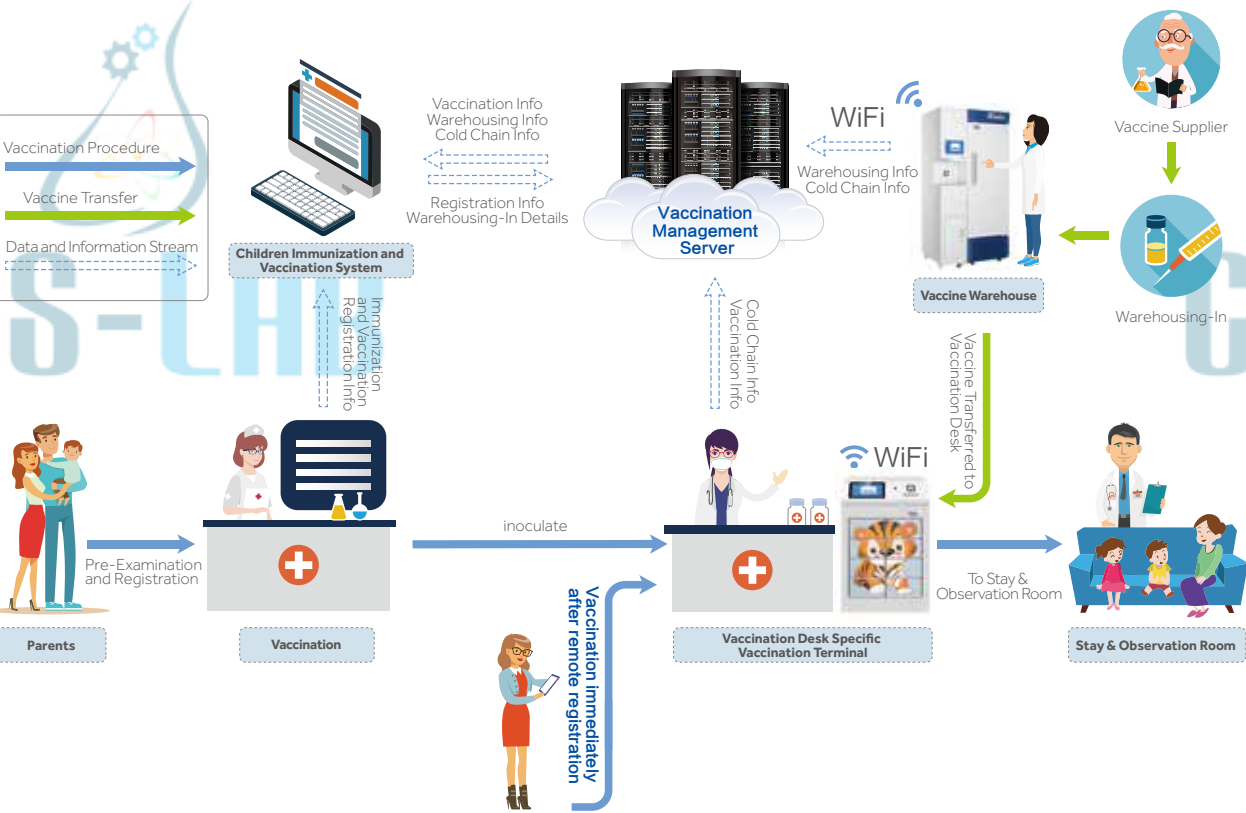 Vaccination Procedure
Vaccine Transfer
Data and Information Stream
Children Immunization and
Vaccination System
Vaccination Info
Warehousing Info
Cold Chain Info
Registration Info
Warehousing-In Details
Vaccination
Management
Server
WiFi
Warehousing Info
Cold Chain Info
Vaccine Warehouse
Vaccine Supplier
Warehousing-In
S-LAB
C
Immunization
and Vaccination
Registration Info
Cold Chain Info
Vaccination Info
Vaccine Transferred to
Vaccination Desk
WiFi
Pre-Examination
and Registration
inoculate
To Stay &
Observation Room
Parents
Vaccination
Vaccination Desk Specific
Vaccination Terminal
Stay & Observation Room
Vaccination immediately
after remote registration